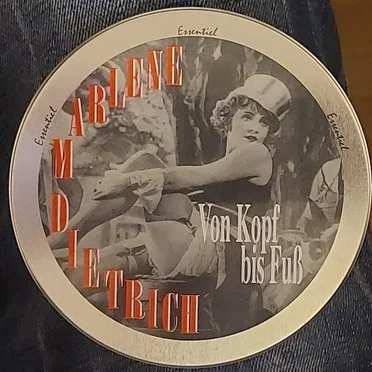 Essentiel
MARLENE
Essentiel
Essentiel
DIETRICH
Von Kopf
bis Fuß